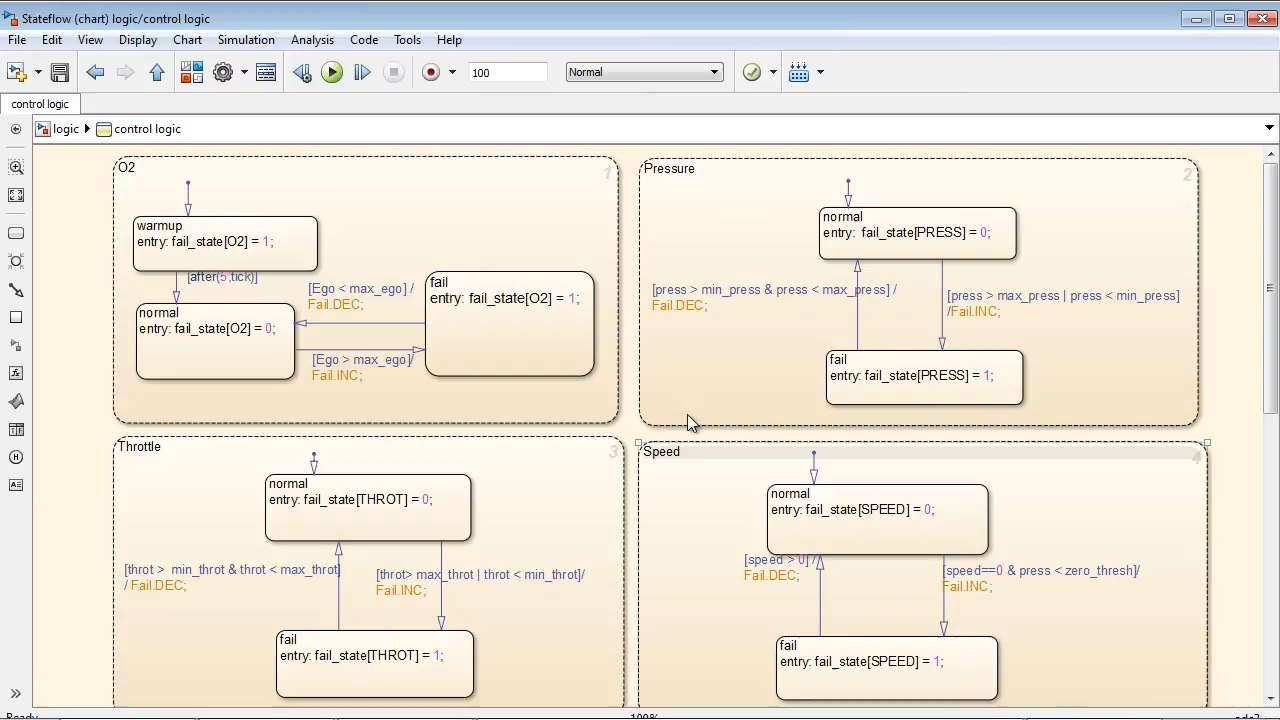 Stateflow (chart) logic/control logic
File Edit View Display Chart Simulation Analysis Code Tools Help
100
Normal
control logic
logic control logic
O2
1
warmup
entry: fail_state[O2] = 1;
[after(5,tick)]
normal
entry: fail_state[O2] = 0;
[Ego < max_ego] /
Fail.DEC;
[Ego > max_ego]/
Fail.INC;
fail
entry: fail_state[O2] = 1;
Pressure
2
normal
entry:  fail_state[PRESS] = 0;
[press > min_press & press < max_press] /
Fail.DEC;
[press > max_press | press < min_press]
/Fail.INC;
fail
entry: fail_state[PRESS] = 1;
Throttle
3
normal
entry: fail_state[THROT] = 0;
[throt >  min_throt & throt < max_throt]
/ Fail.DEC;
[throt> max_throt | throt < min_throt]/
Fail.INC;
fail
entry: fail_state[THROT] = 1;
Speed
4
normal
entry: fail_state[SPEED] = 0;
[speed > 0] /
Fail.DEC;
[speed==0 & press < zero_thresh]/
Fail.INC;
fail
entry: fail_state[SPEED] = 1;
Ready
100%